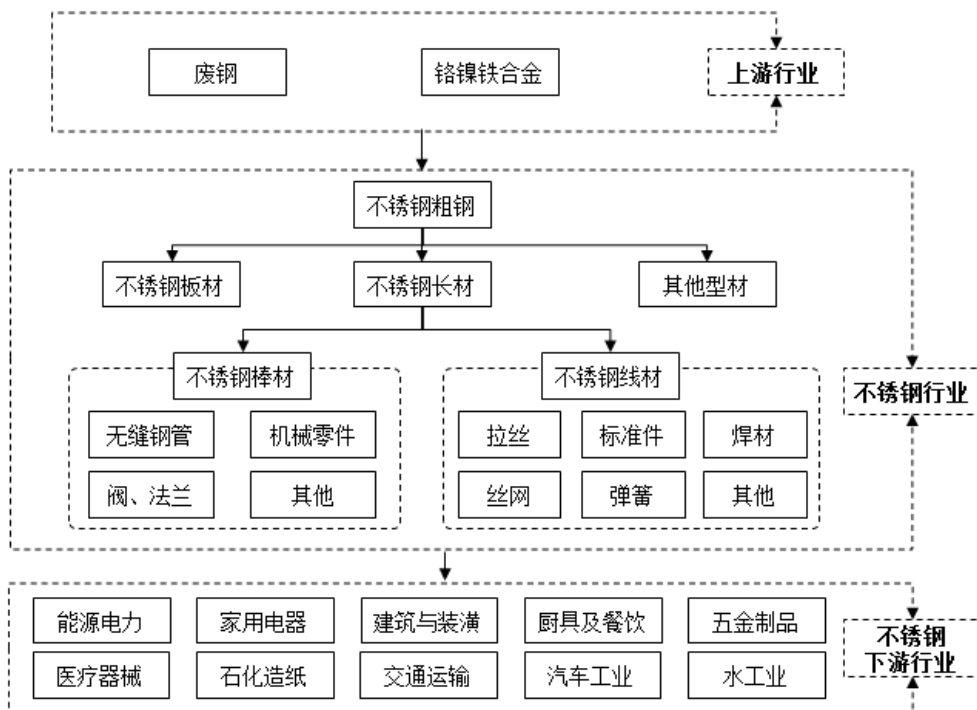 废钢
铬镍铁合金
上游行业
不锈钢粗钢
不锈钢板材
不锈钢长材
其他型材
不锈钢棒材
不锈钢线材
不锈钢行业
无缝钢管
机械零件
拉丝
标准件
焊材
阀、法兰
其他
丝网
弹簧
其他
能源电力
家用电器
建筑与装潢
厨具及餐饮
五金制品
不锈钢
下游行业
医疗器械
石化造纸
交通运输
汽车工业
水工业